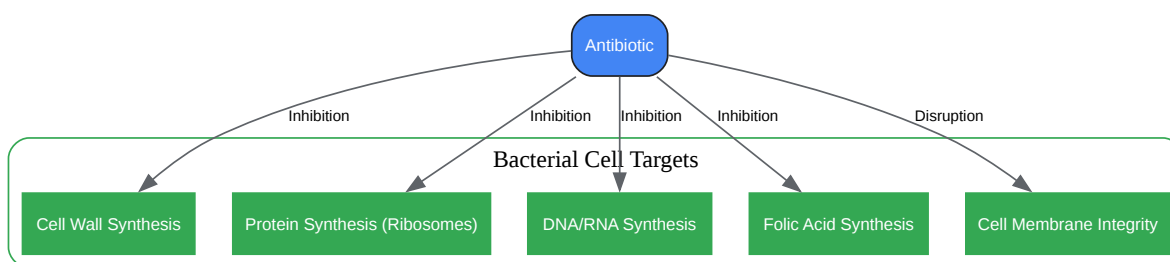 Antibiotic
Inhibition
Inhibition
Inhibition
Inhibition
Disruption
Bacterial Cell Targets
Cell Wall Synthesis
Protein Synthesis (Ribosomes)
DNA/RNA Synthesis
Folic Acid Synthesis
Cell Membrane Integrity